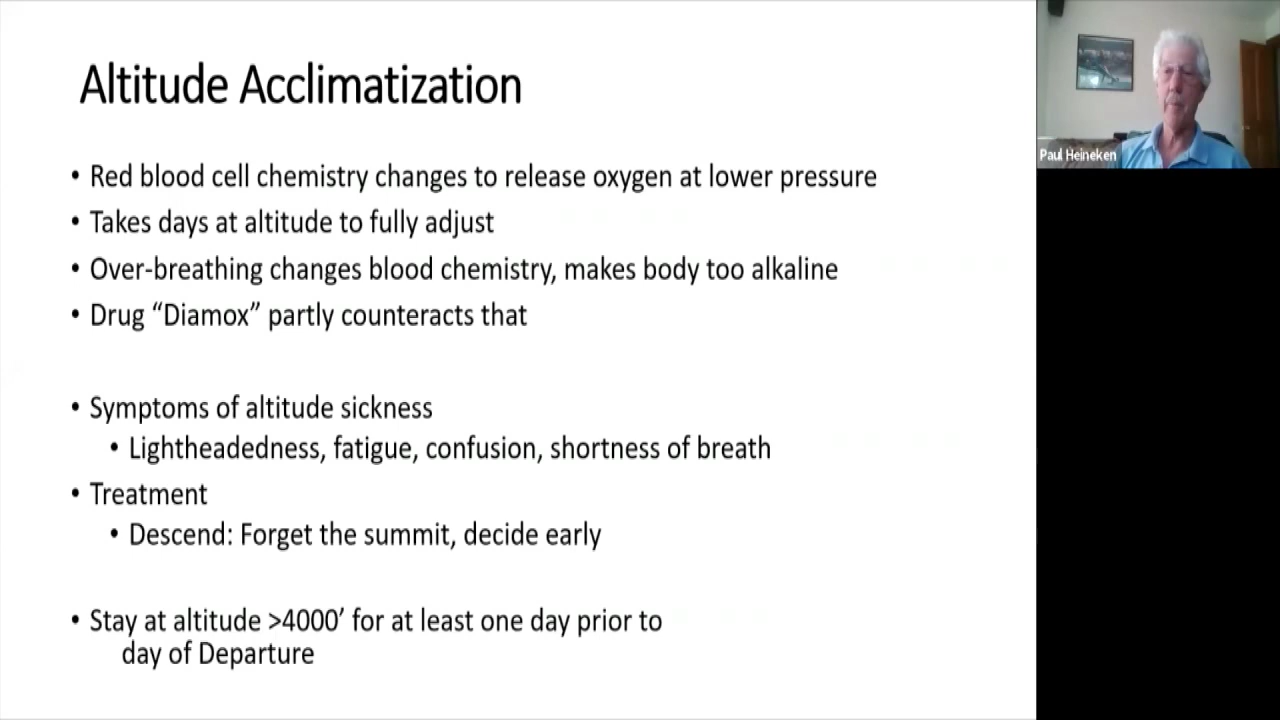 Altitude Acclimatization
• Red blood cell chemistry changes to release oxygen at lower pressure
• Takes days at altitude to fully adjust
• Over-breathing changes blood chemistry, makes body too alkaline
• Drug “Diamox” partly counteracts that
• Symptoms of altitude sickness
• Lightheadedness, fatigue, confusion, shortness of breath
• Treatment
• Descend: Forget the summit, decide early
• Stay at altitude >4000’ for at least one day prior to
day of Departure
Paul Heineken